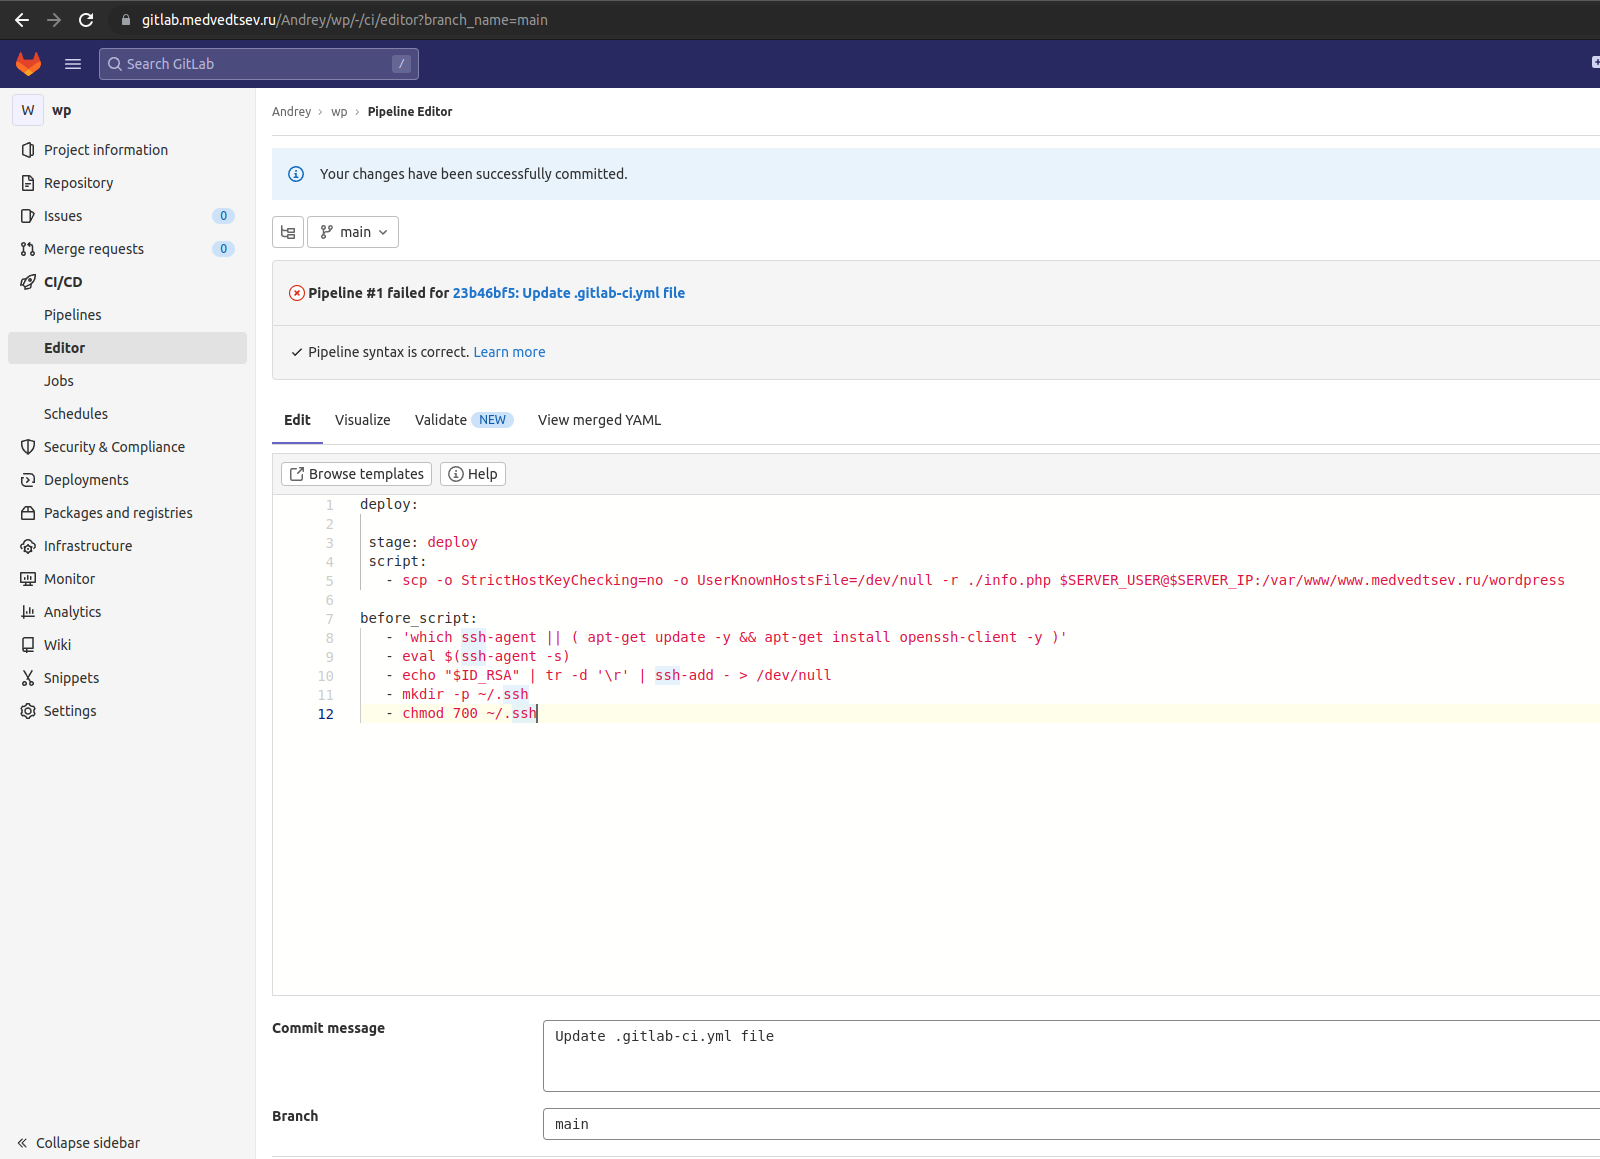 gitlab.medvedtsev.ru/Andrey/wp/-/ci/editor?branch_name=main
Search GitLab /
W wp
Project information
Repository
Issues 0
Merge requests 0
CI/CD
Pipelines
Editor
Jobs
Schedules
Security & Compliance
Deployments
Packages and registries
Infrastructure
Monitor
Analytics
Wiki
Snippets
Settings
Collapse sidebar
Andrey › wp › Pipeline Editor
Your changes have been successfully committed.
main
Pipeline #1 failed for 23b46bf5: Update .gitlab-ci.yml file
Pipeline syntax is correct. Learn more
Edit Visualize Validate NEW View merged YAML
Browse templates Help
1 deploy:
2
3 stage: deploy
4 script:
5 - scp -o StrictHostKeyChecking=no -o UserKnownHostsFile=/dev/null -r ./info.php $SERVER_USER@$SERVER_IP:/var/www/www.medvedtsev.ru/wordpress
6
7 before_script:
8 - 'which ssh-agent || ( apt-get update -y && apt-get install openssh-client -y )'
9 - eval $(ssh-agent -s)
10 - echo "$ID_RSA" | tr -d '\r' | ssh-add - > /dev/null
11 - mkdir -p ~/.ssh
12 - chmod 700 ~/.ssh
Commit message
Update .gitlab-ci.yml file
Branch
main